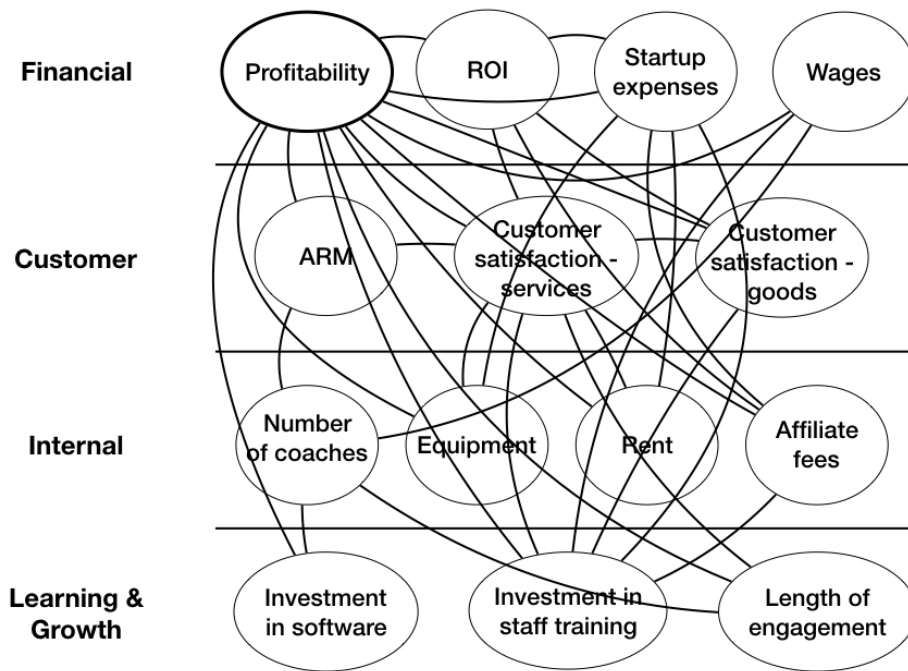 Financial
Profitability
ROI
Startup
expenses
Wages
Customer
ARM
Customer
satisfaction -
services
Customer
satisfaction -
goods
Internal
Number
of coaches
Equipment
Rent
Affiliate
fees
Learning &
Growth
Investment
in software
Investment in
staff training
Length of
engagement